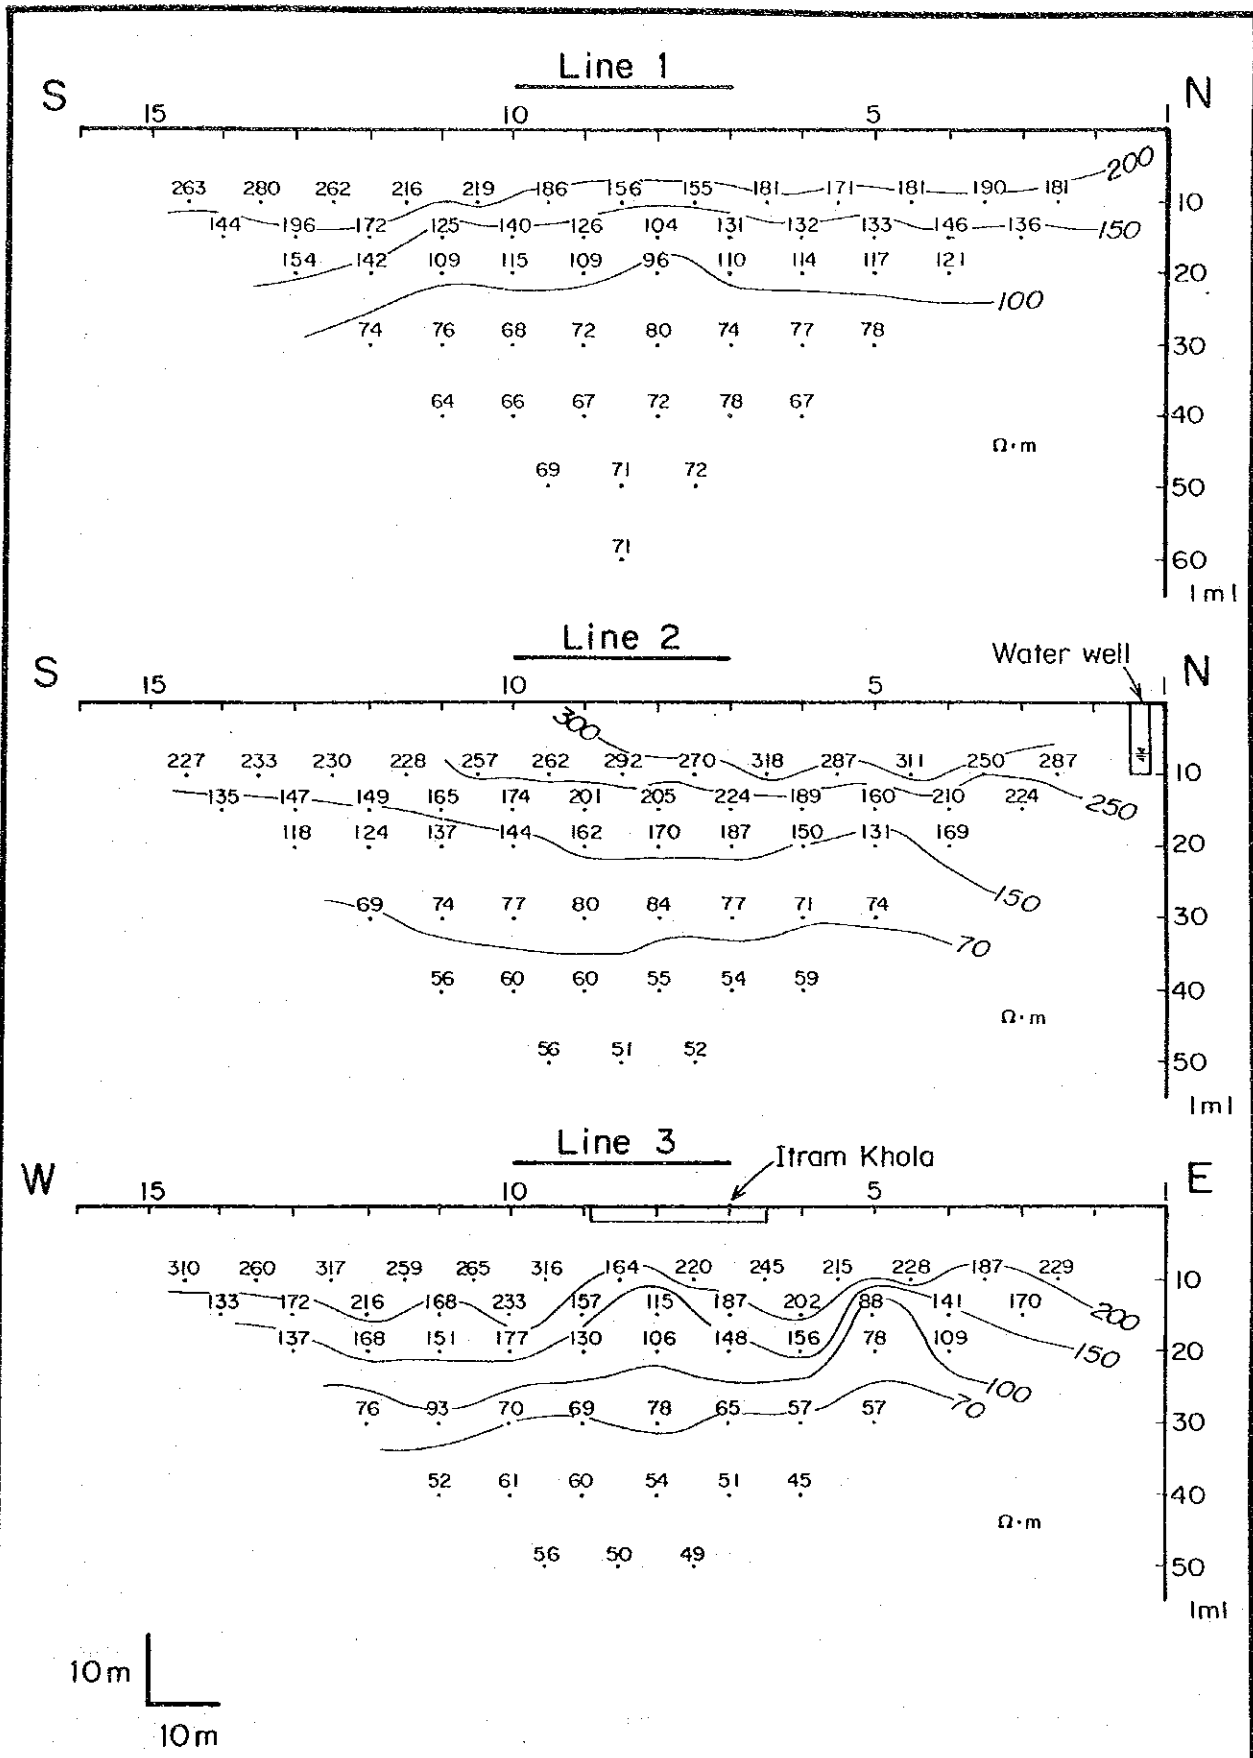 Line 1
S N
15 10 5 1
200
263 280 262 216 219 186 156 155 181 171 181 190 181 10
144 196 172 125 140 126 104 131 132 133 146 136 150
154 142 109 115 109 96 110 114 117 121 20
100
74 76 68 72 80 74 77 78 30
64 66 67 72 78 67 40
Ω·m
69 71 72 50
71 60
(m)
Line 2
Water well
S N
15 10 5 1
300
227 233 230 228 257 262 292 270 318 287 311 250 287 10
135 147 149 165 174 201 205 224 189 160 210 224 250
118 124 137 144 162 170 187 150 131 169 20
150
69 74 77 80 84 77 71 74 30
70
56 60 60 55 54 59 40
Ω·m
56 51 52 50
(m)
Line 3
Itram Khola
W E
15 10 5 1
310 260 317 259 265 316 164 220 245 215 228 187 229 10
133 172 216 168 233 157 115 187 202 88 141 170 200
137 168 151 177 130 106 148 156 78 109 20
150
100
76 93 70 69 78 65 57 57 70 30
52 61 60 54 51 45 40
Ω·m
56 50 49 50
(m)
10m
10m